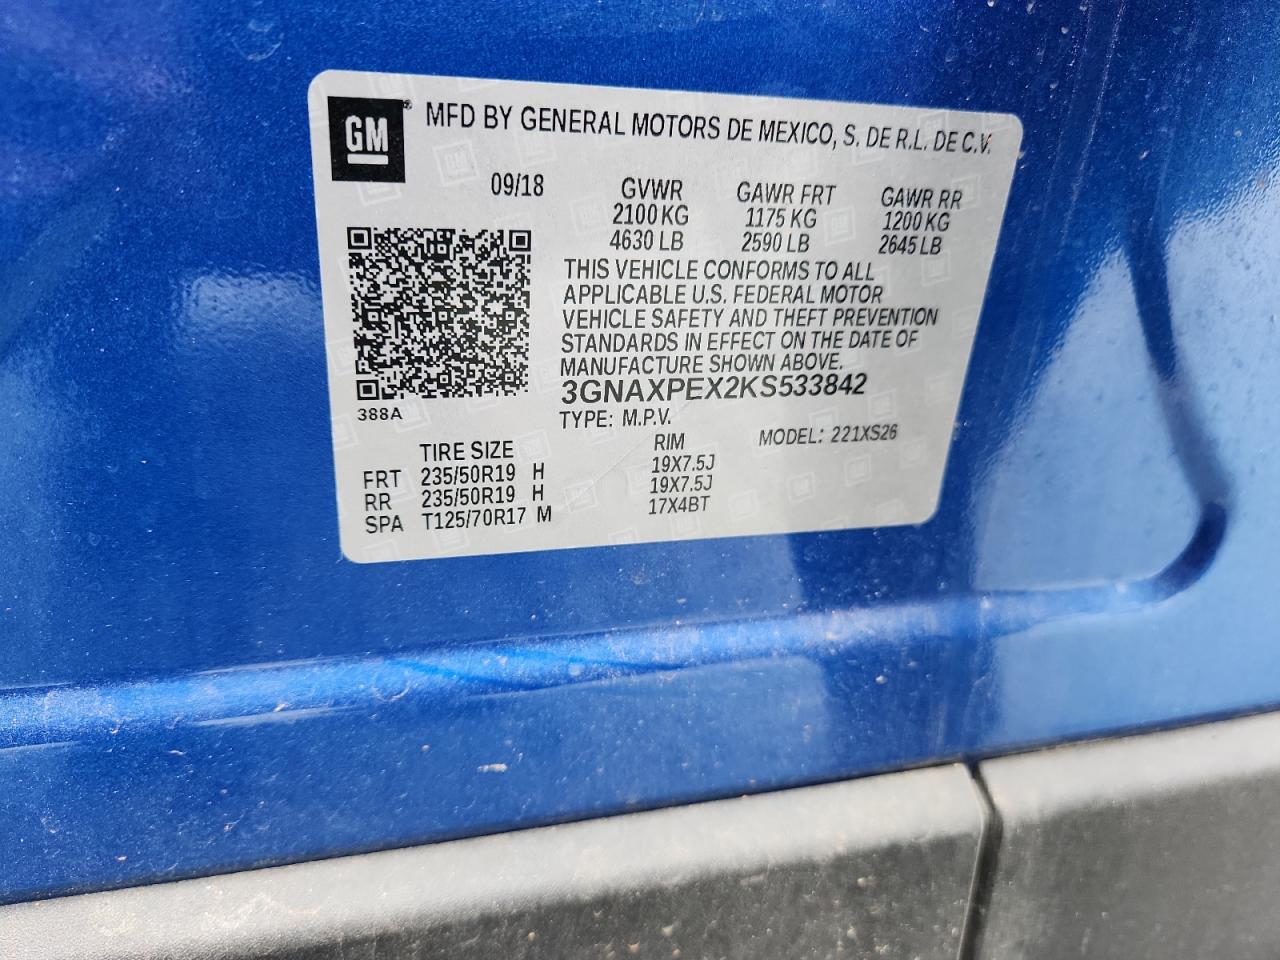 GM
MFD BY GENERAL MOTORS DE MEXICO, S. DE R.L. DE C.V.
09/18 GVWR GAWR FRT GAWR RR
2100 KG 1175 KG 1200 KG
4630 LB 2590 LB 2645 LB
THIS VEHICLE CONFORMS TO ALL
APPLICABLE U.S. FEDERAL MOTOR
VEHICLE SAFETY AND THEFT PREVENTION
STANDARDS IN EFFECT ON THE DATE OF
MANUFACTURE SHOWN ABOVE.
3GNAXPEX2KS533842
388A
TYPE: M.P.V. MODEL: 221XS26
TIRE SIZE RIM
FRT 235/50R19 H 19X7.5J
RR 235/50R19 H 19X7.5J
SPA T125/70R17 M 17X4BT